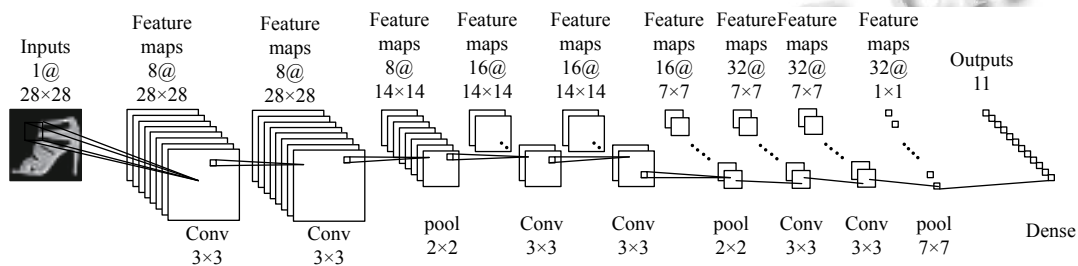 Inputs
1@
28×28
Feature
maps
8@
28×28
Feature
maps
8@
28×28
Feature
maps
8@
14×14
Feature
maps
16@
14×14
Feature
maps
16@
14×14
Feature
maps
16@
7×7
Feature
maps
32@
7×7
Feature
maps
32@
7×7
Feature
maps
32@
1×1
Outputs
11
Conv
3×3
Conv
3×3
pool
2×2
Conv
3×3
Conv
3×3
pool
2×2
Conv
3×3
Conv
3×3
pool
7×7
Dense